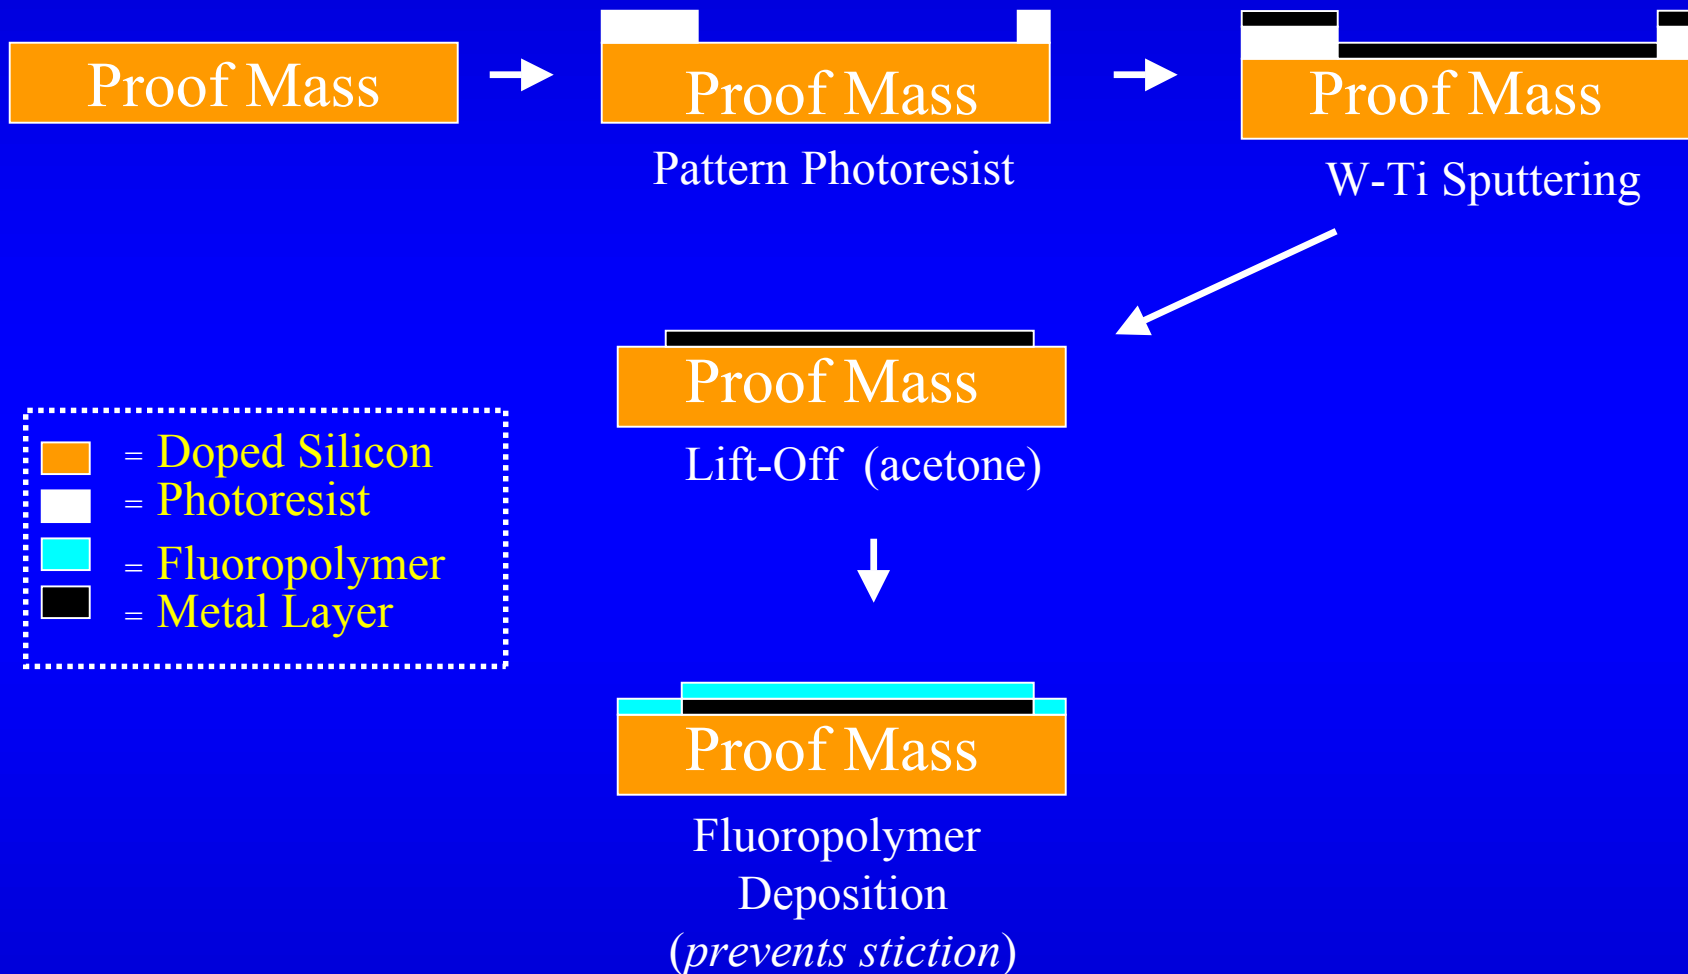 Proof Mass
Proof Mass
Pattern Photoresist
Proof Mass
W-Ti Sputtering
Proof Mass
Lift-Off (acetone)
= Doped Silicon
= Photoresist
= Fluoropolymer
= Metal Layer
Proof Mass
Fluoropolymer
Deposition
(prevents stiction)